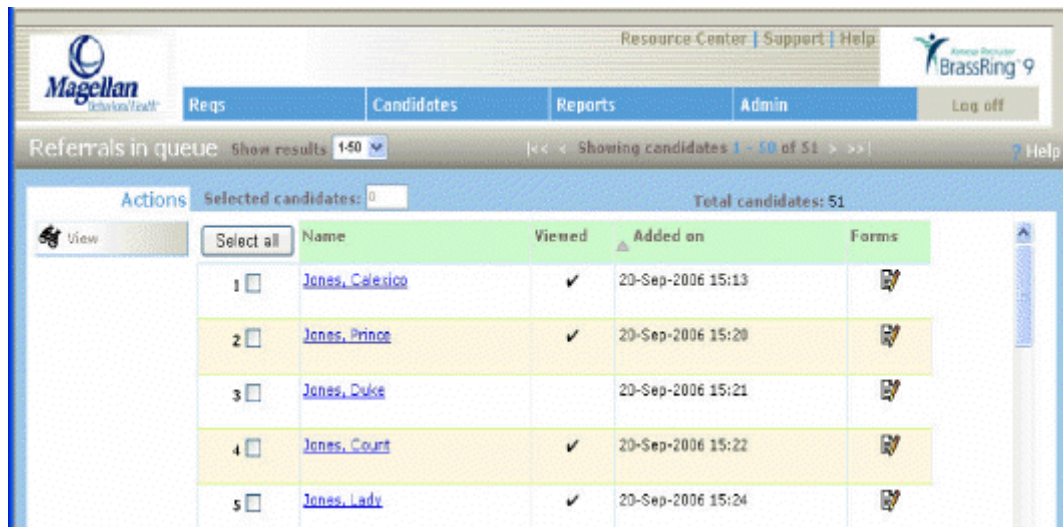 Resource Center | Support | Help
Magellan
Behavioral Health
BrassRing 9
Reqs Candidates Reports Admin Log off
Referrals in queue Show results 1-50 |<< < Showing candidates 1 - 50 of 51 > >>| ? Help
Actions Selected candidates: 0 Total candidates: 51
View Select all Name Viewed Added on Forms
1 Jones, Calexico ✔ 20-Sep-2006 15:13
2 Jones, Prince ✔ 20-Sep-2006 15:20
3 Jones, Duke 20-Sep-2006 15:21
4 Jones, Count ✔ 20-Sep-2006 15:22
5 Jones, Lady ✔ 20-Sep-2006 15:24